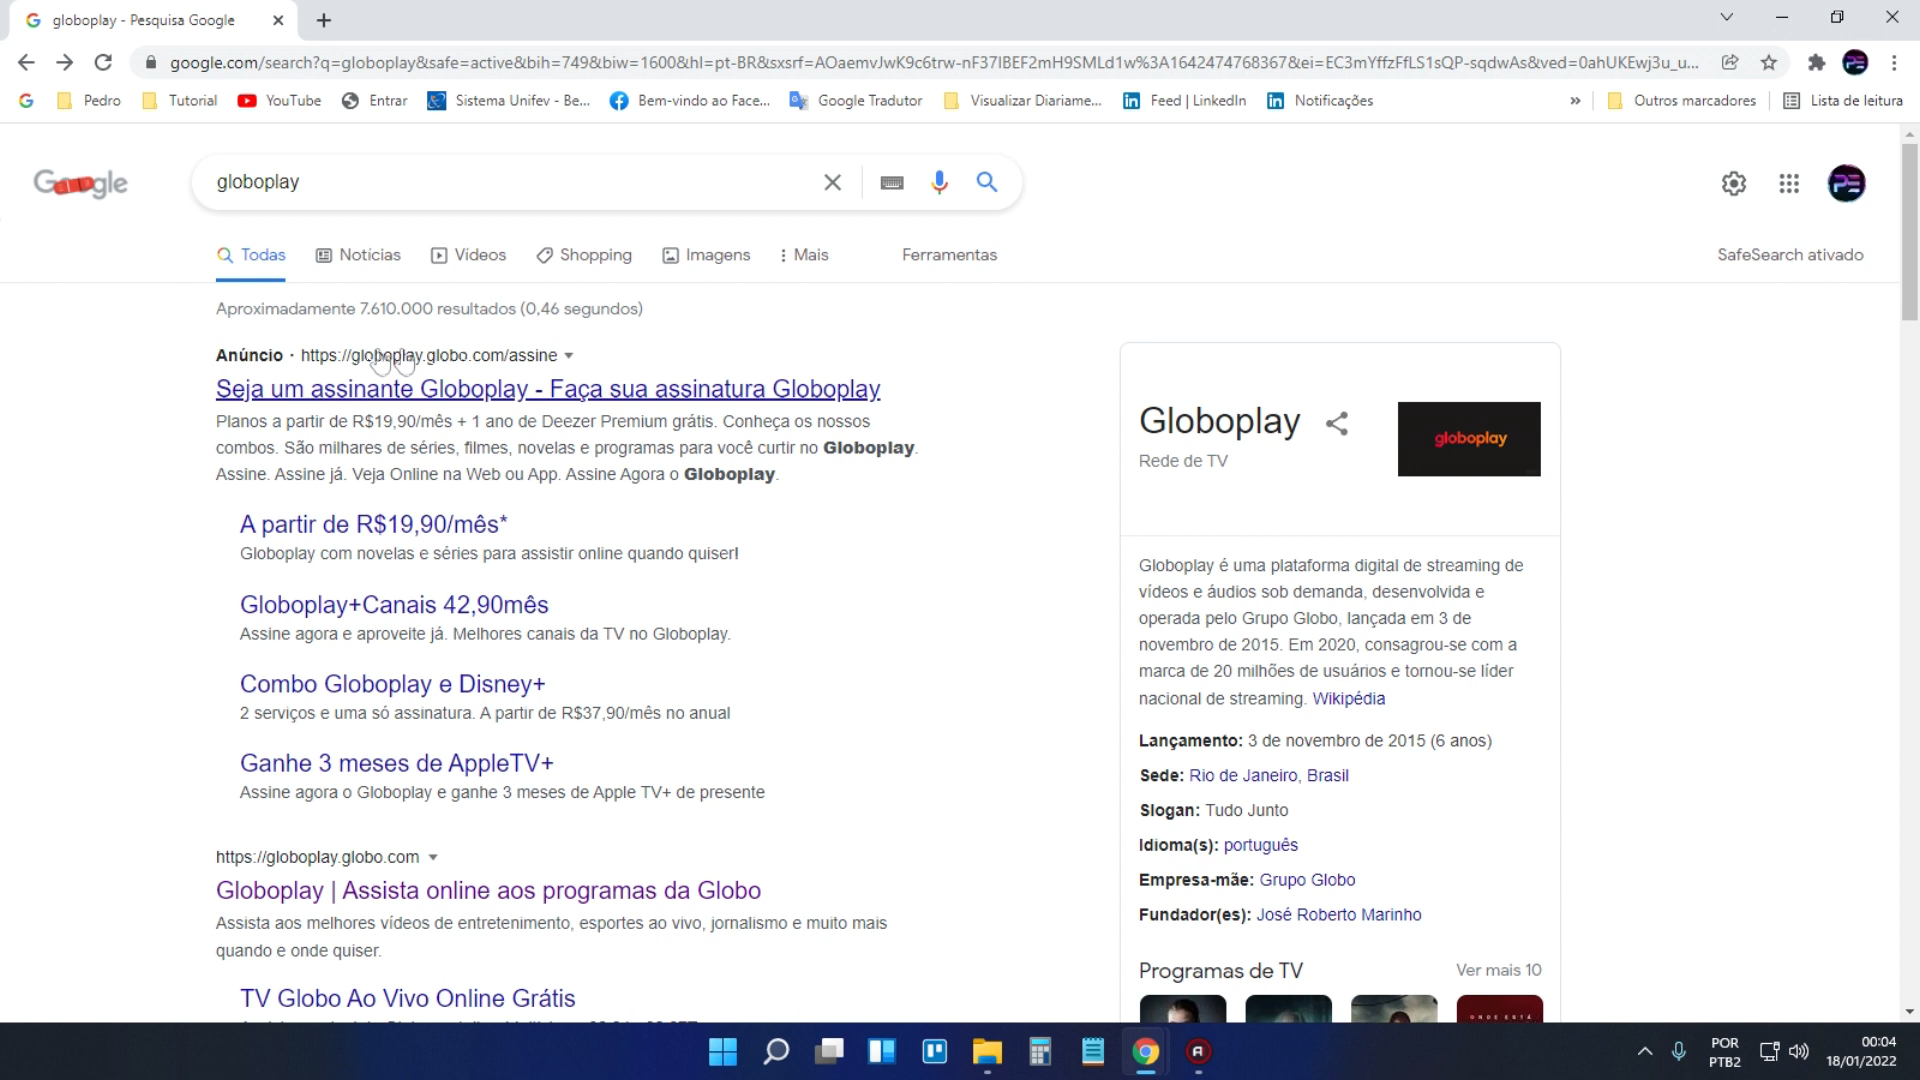 globoplay - Pesquisa Google
google.com/search?q=globoplay&safe=active&bih=749&biw=1600&hl=pt-BR&sxsrf=AOaemvJwK9c6trw-nF37IBEF2mH9SMLd1w%3A1642474768367&ei=EC3mYffzFfLS1sQP-sqdwAs&ved=0ahUKEwj3u_u...
Pedro
Tutorial
YouTube
Entrar
Sistema Unifev - Be...
Bem-vindo ao Face...
Google Tradutor
Visualizar Diariame...
Feed | LinkedIn
Notificações
»
Outros marcadores
Lista de leitura
globoplay
Todas
Notícias
Vídeos
Shopping
Imagens
Mais
Ferramentas
SafeSearch ativado
Aproximadamente 7.610.000 resultados (0,46 segundos)
Anúncio · https://globoplay.globo.com/assine
Seja um assinante Globoplay - Faça sua assinatura Globoplay
Planos a partir de R$19,90/mês + 1 ano de Deezer Premium grátis. Conheça os nossos
combos. São milhares de séries, filmes, novelas e programas para você curtir no Globoplay.
Assine. Assine já. Veja Online na Web ou App. Assine Agora o Globoplay.
A partir de R$19,90/mês*
Globoplay com novelas e séries para assistir online quando quiser!
Globoplay+Canais 42,90mês
Assine agora e aproveite já. Melhores canais da TV no Globoplay.
Combo Globoplay e Disney+
2 serviços e uma só assinatura. A partir de R$37,90/mês no anual
Ganhe 3 meses de AppleTV+
Assine agora o Globoplay e ganhe 3 meses de Apple TV+ de presente
https://globoplay.globo.com
Globoplay | Assista online aos programas da Globo
Assista aos melhores vídeos de entretenimento, esportes ao vivo, jornalismo e muito mais
quando e onde quiser.
TV Globo Ao Vivo Online Grátis
Globoplay
Rede de TV
globoplay
Globoplay é uma plataforma digital de streaming de
vídeos e áudios sob demanda, desenvolvida e
operada pelo Grupo Globo, lançada em 3 de
novembro de 2015. Em 2020, consagrou-se com a
marca de 20 milhões de usuários e tornou-se líder
nacional de streaming. Wikipédia
Lançamento: 3 de novembro de 2015 (6 anos)
Sede: Rio de Janeiro, Brasil
Slogan: Tudo Junto
Idioma(s): português
Empresa-mãe: Grupo Globo
Fundador(es): José Roberto Marinho
Programas de TV
Ver mais 10
ONDE ESTÁ
POR
PTB2
00:04
18/01/2022